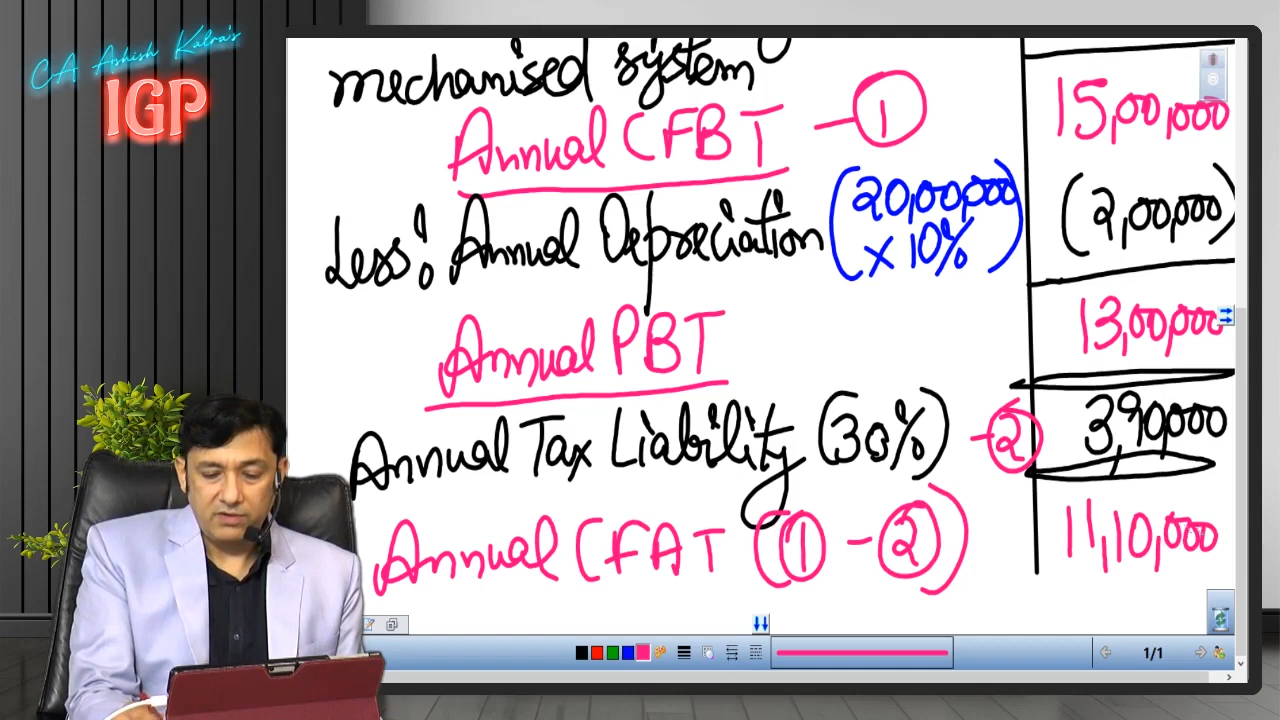 CA Ashish Kalra's
IGP
mechanised system
Annual CFBT - ① 15,00,000
Less: Annual Depreciation (20,00,000 × 10%) (2,00,000)
Annual PBT 13,00,000
Annual Tax Liability (30%) - ② 3,90,000
Annual CFAT (① - ②) 11,10,000
1/1